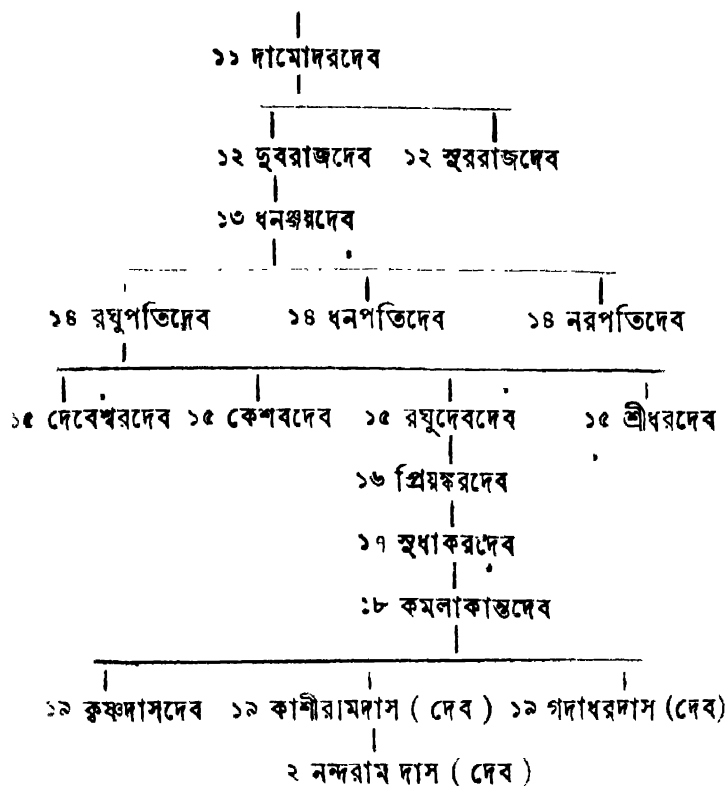 ১১ দামোদরদেব
১২ দুবরাজদেব ১২ সুররাজদেব
১৩ ধনঞ্জয়দেব
১৪ রঘুপতিদেব ১৪ ধনপতিদেব ১৪ নরপতিদেব
১৫ দেবেশ্বরদেব ১৫ কেশবদেব ১৫ রঘুদেবদেব ১৫ শ্রীধরদেব
১৬ প্রিয়ঙ্করদেব
১৭ সুধাকরদেব
১৮ কমলাকান্তদেব
১৯ কৃষ্ণদাসদেব ১৯ কাশীরামদাস ( দেব ) ১৯ গদাধরদাস (দেব)
২ নন্দরাম দাস ( দেব )